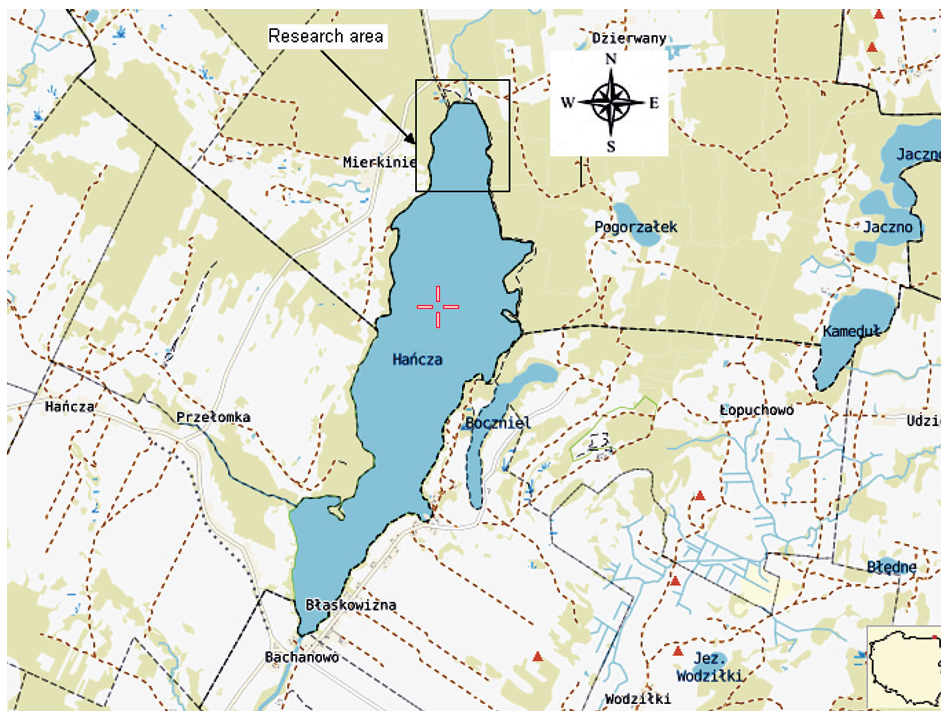 Research area
Dzierwany
N
W E
S
Mierkinie
Jaczno
Pogorzałek
Jaczno
Kameduł
Hańcza
Hańcza
Przełomka
Boczniel
Łopuchowo
Udzie
Błędne
Błaskowizna
Bachanowo
Jez.
Wodziłki
Wodziłki